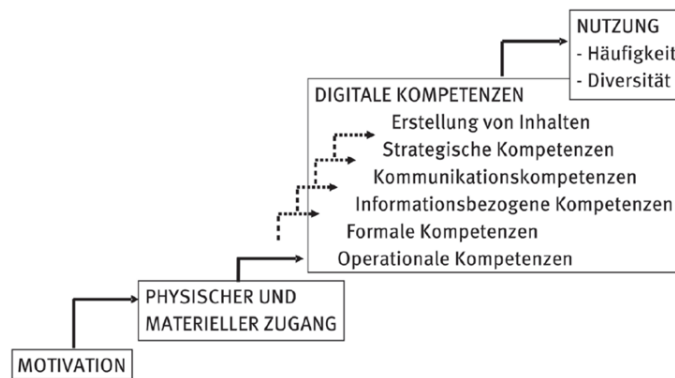 NUTZUNG
- Häufigkeit
- Diversität
DIGITALE KOMPETENZEN
Erstellung von Inhalten
Strategische Kompetenzen
Kommunikationskompetenzen
Informationsbezogene Kompetenzen
Formale Kompetenzen
Operationale Kompetenzen
PHYSISCHER UND
MATERIELLER ZUGANG
MOTIVATION